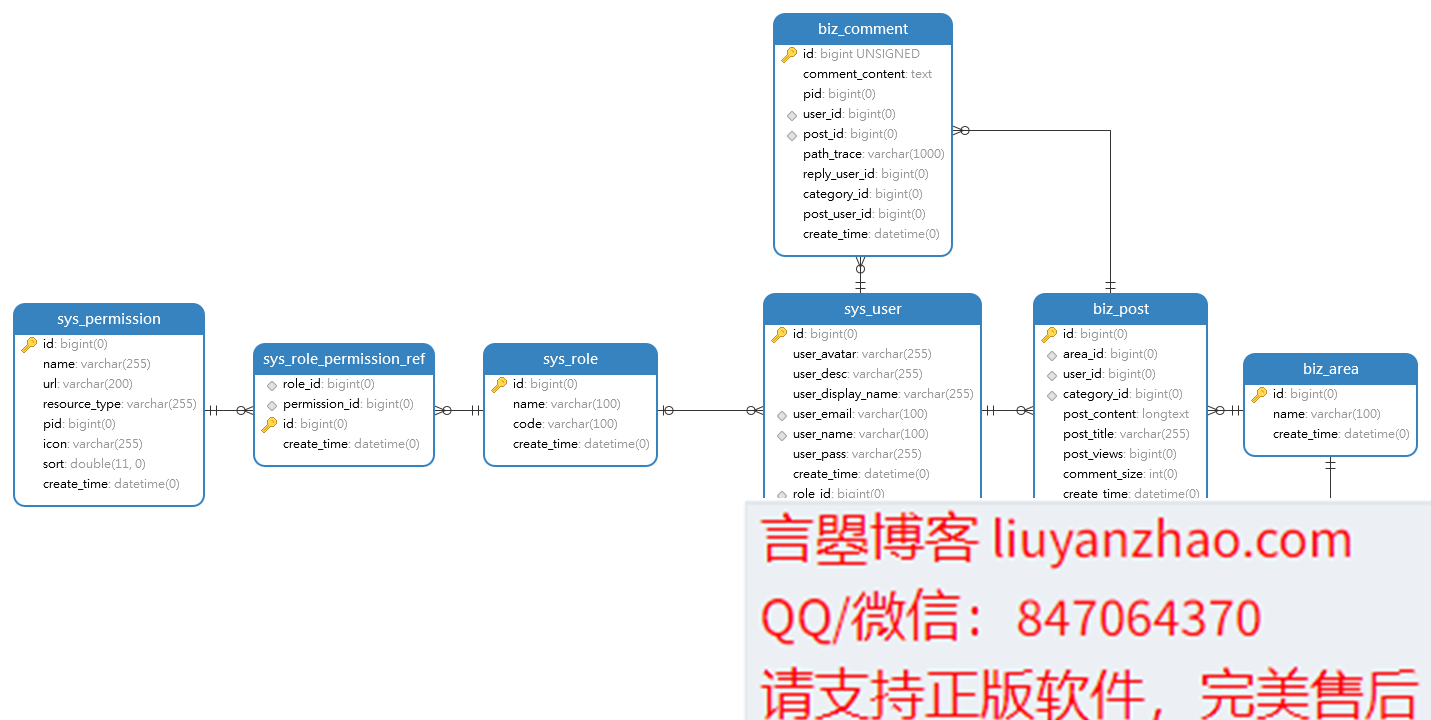 biz_comment
id: bigint UNSIGNED
comment_content: text
pid: bigint(0)
user_id: bigint(0)
post_id: bigint(0)
path_trace: varchar(1000)
reply_user_id: bigint(0)
category_id: bigint(0)
post_user_id: bigint(0)
create_time: datetime(0)
sys_permission
id: bigint(0)
name: varchar(255)
url: varchar(200)
resource_type: varchar(255)
pid: bigint(0)
icon: varchar(255)
sort: double(11, 0)
create_time: datetime(0)
sys_role_permission_ref
role_id: bigint(0)
permission_id: bigint(0)
id: bigint(0)
create_time: datetime(0)
sys_role
id: bigint(0)
name: varchar(100)
code: varchar(100)
create_time: datetime(0)
sys_user
id: bigint(0)
user_avatar: varchar(255)
user_desc: varchar(255)
user_display_name: varchar(255)
user_email: varchar(100)
user_name: varchar(100)
user_pass: varchar(255)
create_time: datetime(0)
role_id: bigint(0)
biz_post
id: bigint(0)
area_id: bigint(0)
user_id: bigint(0)
category_id: bigint(0)
post_content: longtext
post_title: varchar(255)
post_views: bigint(0)
comment_size: int(0)
create_time: datetime(0)
biz_area
id: bigint(0)
name: varchar(100)
create_time: datetime(0)
言曌博客 liuyanzhao.com
QQ/微信：847064370
请支持正版软件，完美售后